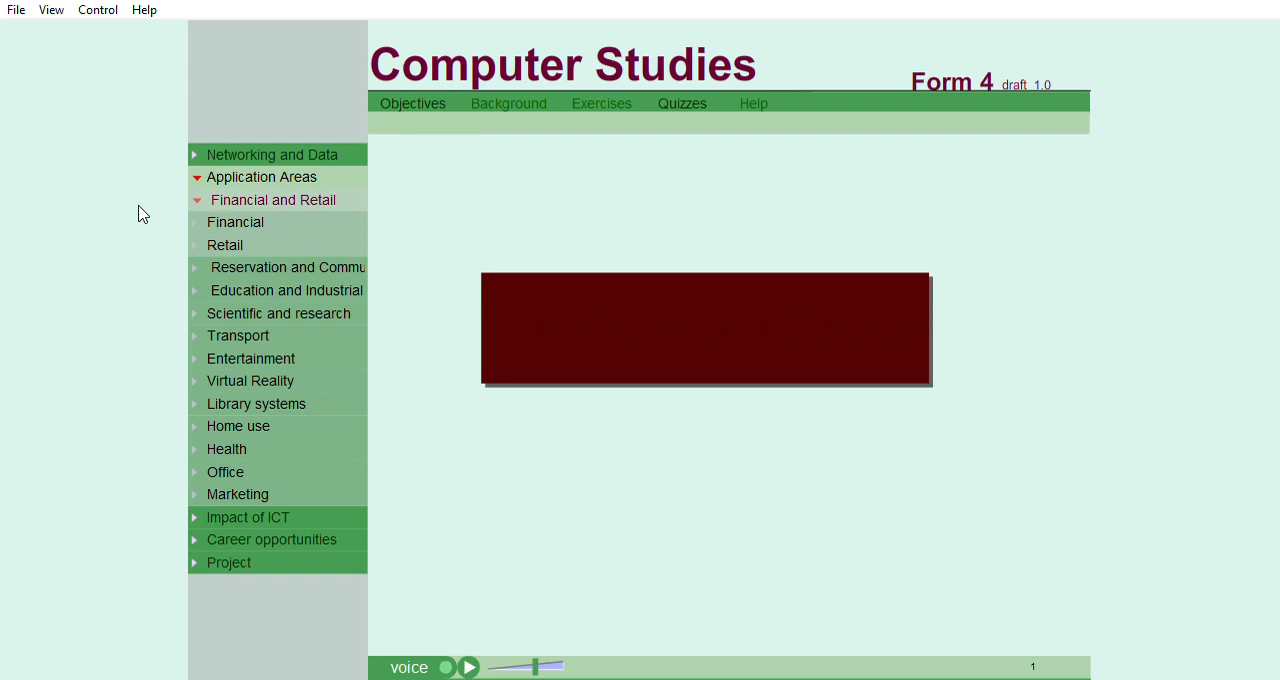 File View Control Help
Computer Studies
Form 4 draft 1.0
Objectives Background Exercises Quizzes Help
Networking and Data
Application Areas
Financial and Retail
Financial
Retail
Reservation and Commu
Education and Industrial
Scientific and research
Transport
Entertainment
Virtual Reality
Library systems
Home use
Health
Office
Marketing
Impact of ICT
Career opportunities
Project
voice
1